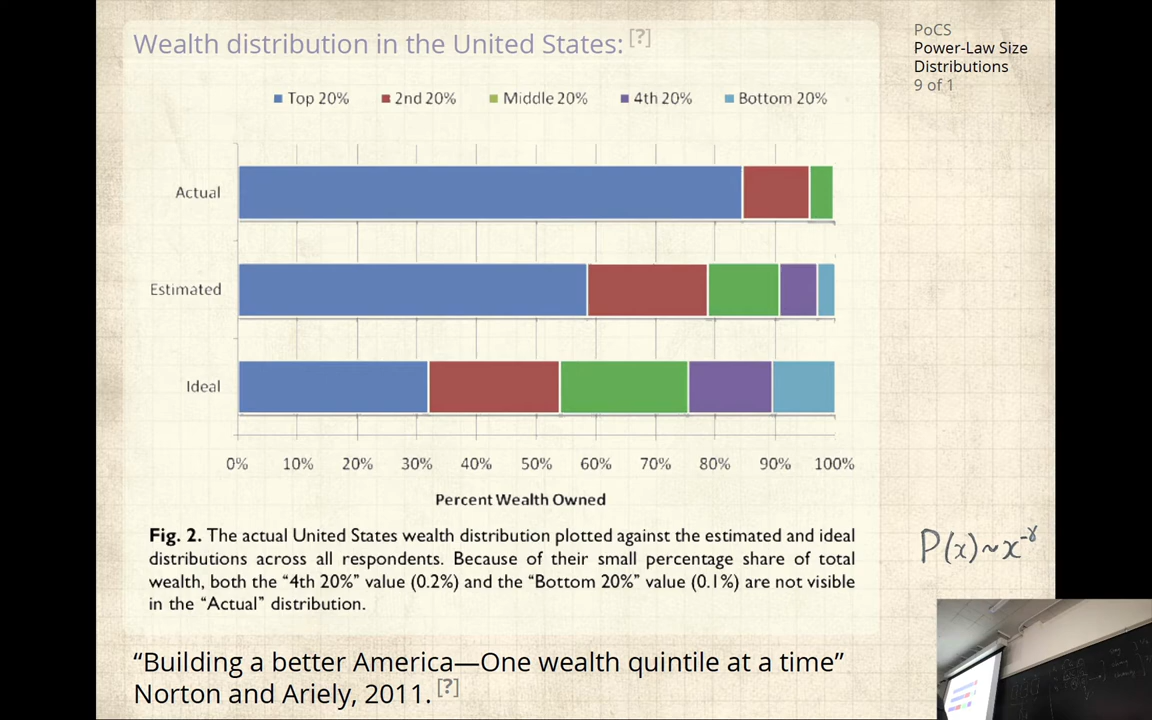 Wealth distribution in the United States: [?]
PoCS
Power-Law Size
Distributions
9 of 1
Top 20% 2nd 20% Middle 20% 4th 20% Bottom 20%
Actual
Estimated
Ideal
0% 10% 20% 30% 40% 50% 60% 70% 80% 90% 100%
Percent Wealth Owned
Fig. 2. The actual United States wealth distribution plotted against the estimated and ideal
distributions across all respondents. Because of their small percentage share of total
wealth, both the “4th 20%” value (0.2%) and the “Bottom 20%” value (0.1%) are not visible
in the “Actual” distribution.
P(x)~x^-γ
“Building a better America—One wealth quintile at a time”
Norton and Ariely, 2011. [?]